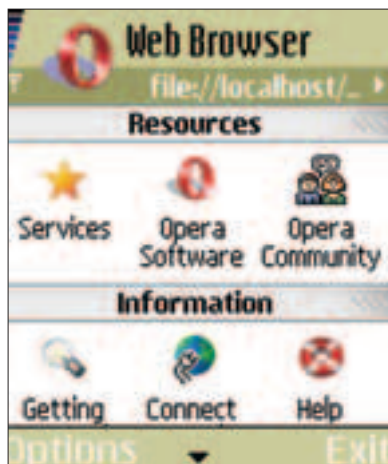 Web Browser
file://localhost/_
Resources
Services Opera Software Opera Community
Information
Getting Connect Help
Options Exit